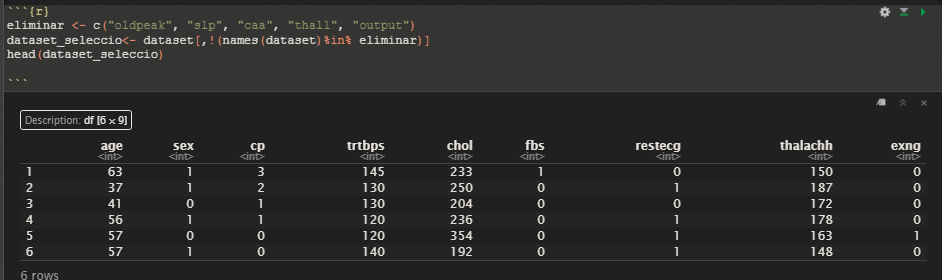 ```{r}
eliminar <- c("oldpeak", "slp", "caa", "thall", "output")
dataset_seleccio<- dataset[,!(names(dataset)%in% eliminar)]
head(dataset_seleccio)
```
Description: df [6 × 9]
age sex cp trtbps chol fbs restecg thalachh exng
<int> <int> <int> <int> <int> <int> <int> <int> <int>
1 63 1 3 145 233 1 0 150 0
2 37 1 2 130 250 0 1 187 0
3 41 0 1 130 204 0 0 172 0
4 56 1 1 120 236 0 1 178 0
5 57 0 0 120 354 0 1 163 1
6 57 1 0 140 192 0 1 148 0
6 rows